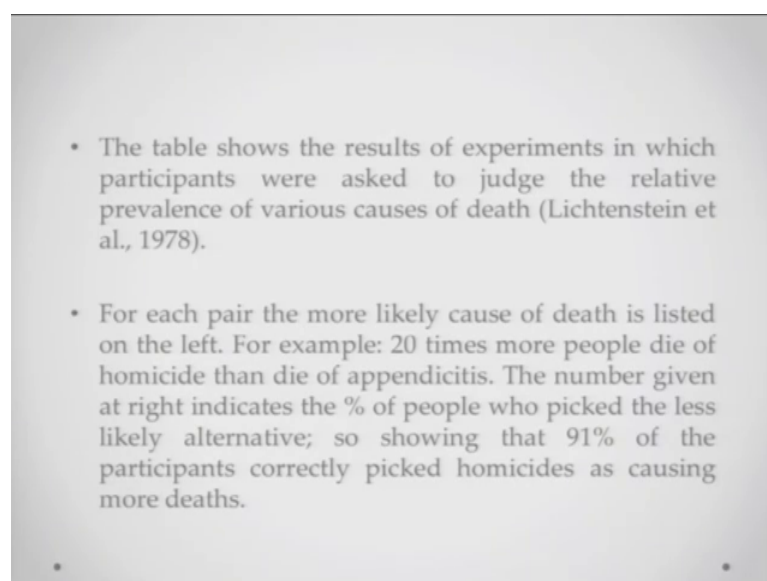 • The table shows the results of experiments in which
participants were asked to judge the relative
prevalence of various causes of death (Lichtenstein et
al., 1978).
• For each pair the more likely cause of death is listed
on the left. For example: 20 times more people die of
homicide than die of appendicitis. The number given
at right indicates the % of people who picked the less
likely alternative; so showing that 91% of the
participants correctly picked homicides as causing
more deaths.